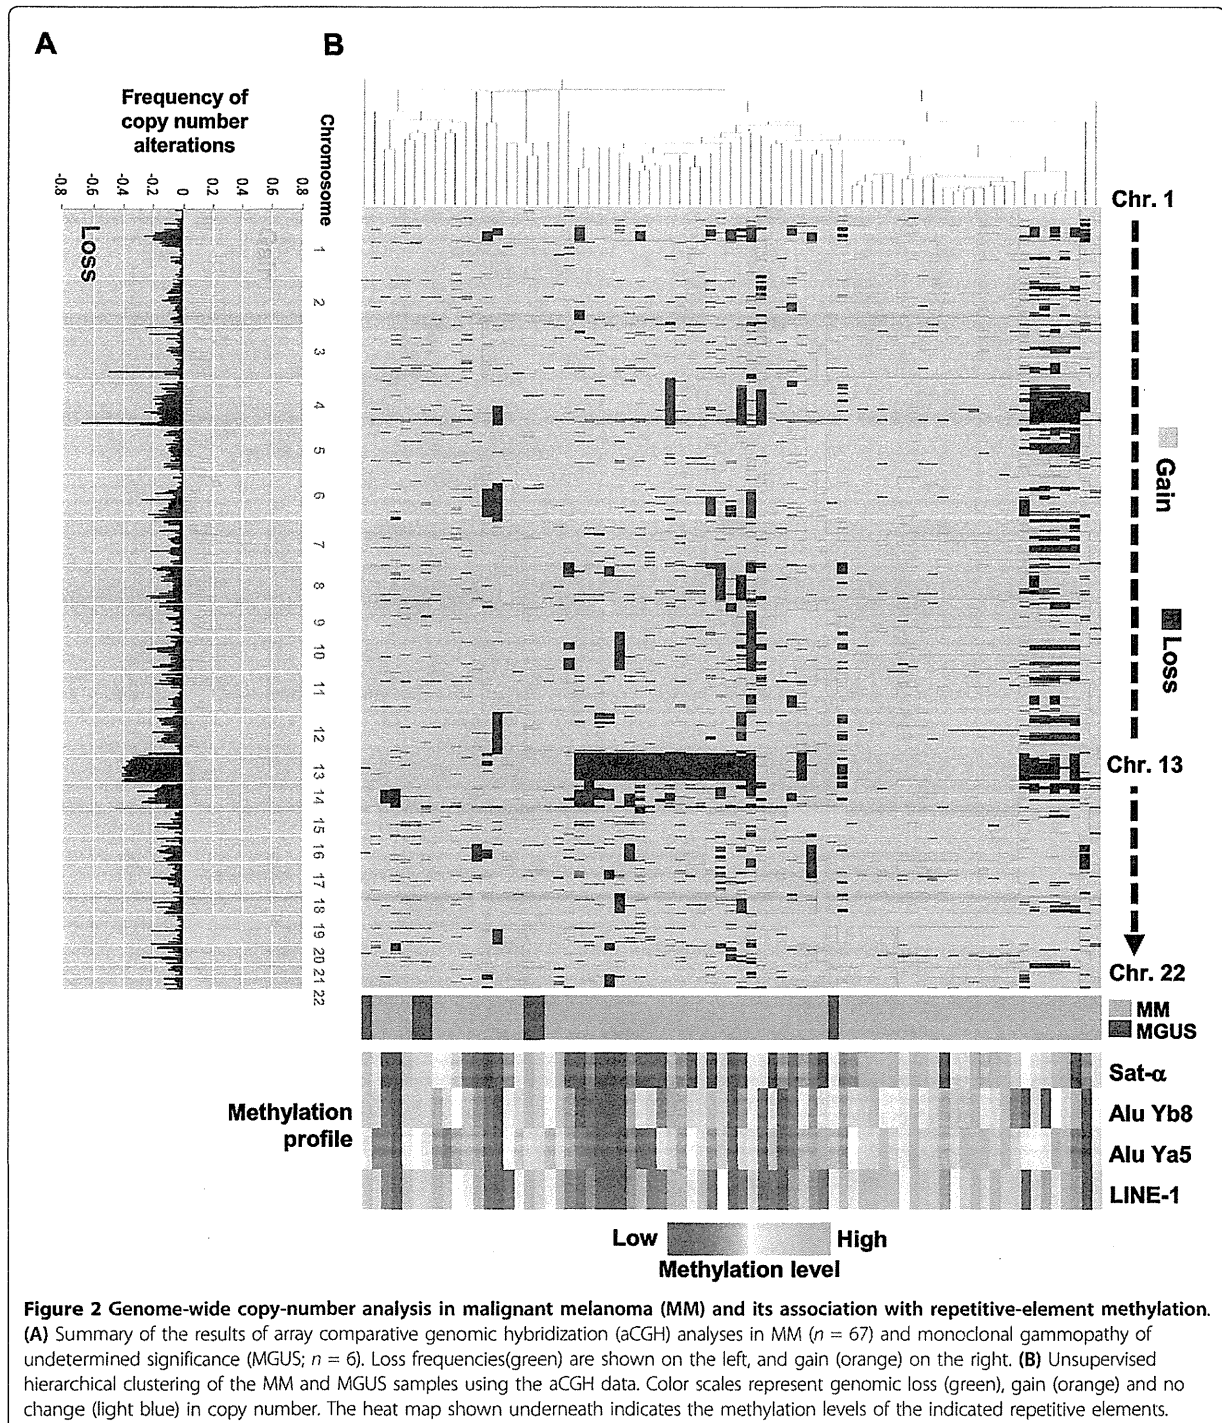 A
B
Frequency of
copy number
alterations
Chromosome
-0.8
-0.6
-0.4
-0.2
0
0.2
0.4
0.6
0.8
Loss
1
2
3
4
5
6
7
8
9
10
11
12
13
14
15
16
17
18
19
20
21
22
Chr. 1
Gain
Loss
Chr. 13
Chr. 22
MM
MGUS
Methylation
profile
Sat-α
Alu Yb8
Alu Ya5
LINE-1
Low
High
Methylation level
Figure 2 Genome-wide copy-number analysis in malignant melanoma (MM) and its association with repetitive-element methylation.
(A) Summary of the results of array comparative genomic hybridization (aCGH) analyses in MM (n = 67) and monoclonal gammopathy of
undetermined significance (MGUS; n = 6). Loss frequencies(green) are shown on the left, and gain (orange) on the right. (B) Unsupervised
hierarchical clustering of the MM and MGUS samples using the aCGH data. Color scales represent genomic loss (green), gain (orange) and no
change (light blue) in copy number. The heat map shown underneath indicates the methylation levels of the indicated repetitive elements.